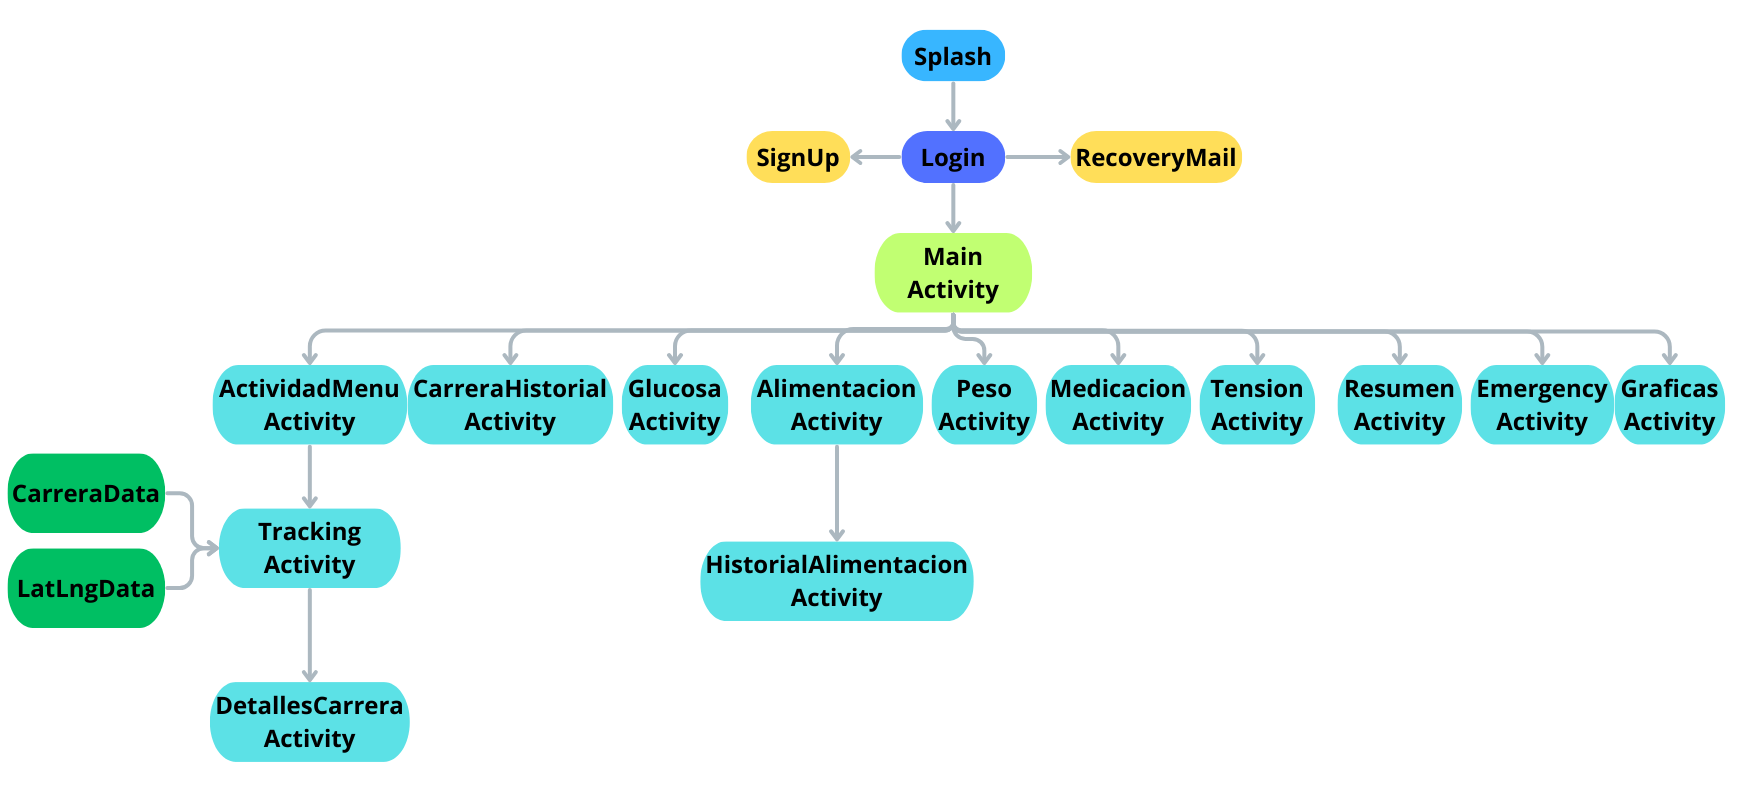 Splash
SignUp
Login
RecoveryMail
Main
Activity
ActividadMenu
Activity
CarreraHistorial
Activity
Glucosa
Activity
Alimentacion
Activity
Peso
Activity
Medicacion
Activity
Tension
Activity
Resumen
Activity
Emergency
Activity
Graficas
Activity
CarreraData
LatLngData
Tracking
Activity
HistorialAlimentacion
Activity
DetallesCarrera
Activity